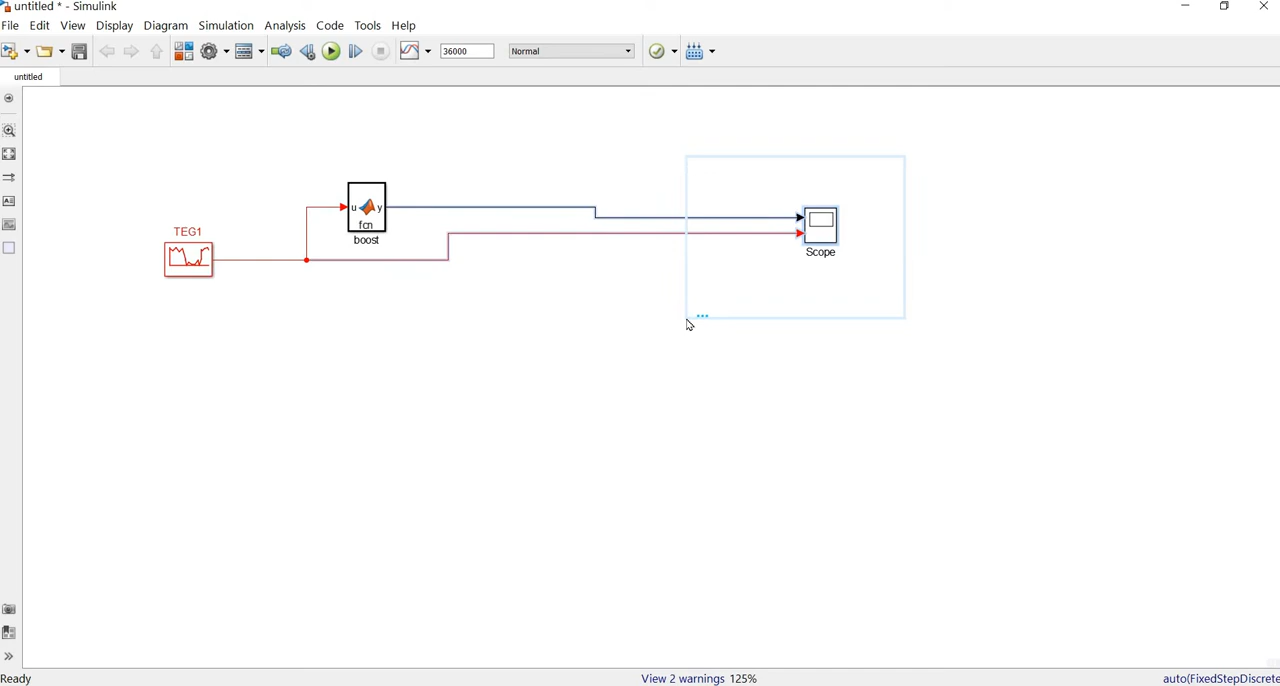 untitled * - Simulink
File Edit View Display Diagram Simulation Analysis Code Tools Help
36000 Normal
untitled
u y
fcn
boost
TEG1
Scope
Ready View 2 warnings 125% auto(FixedStepDiscrete